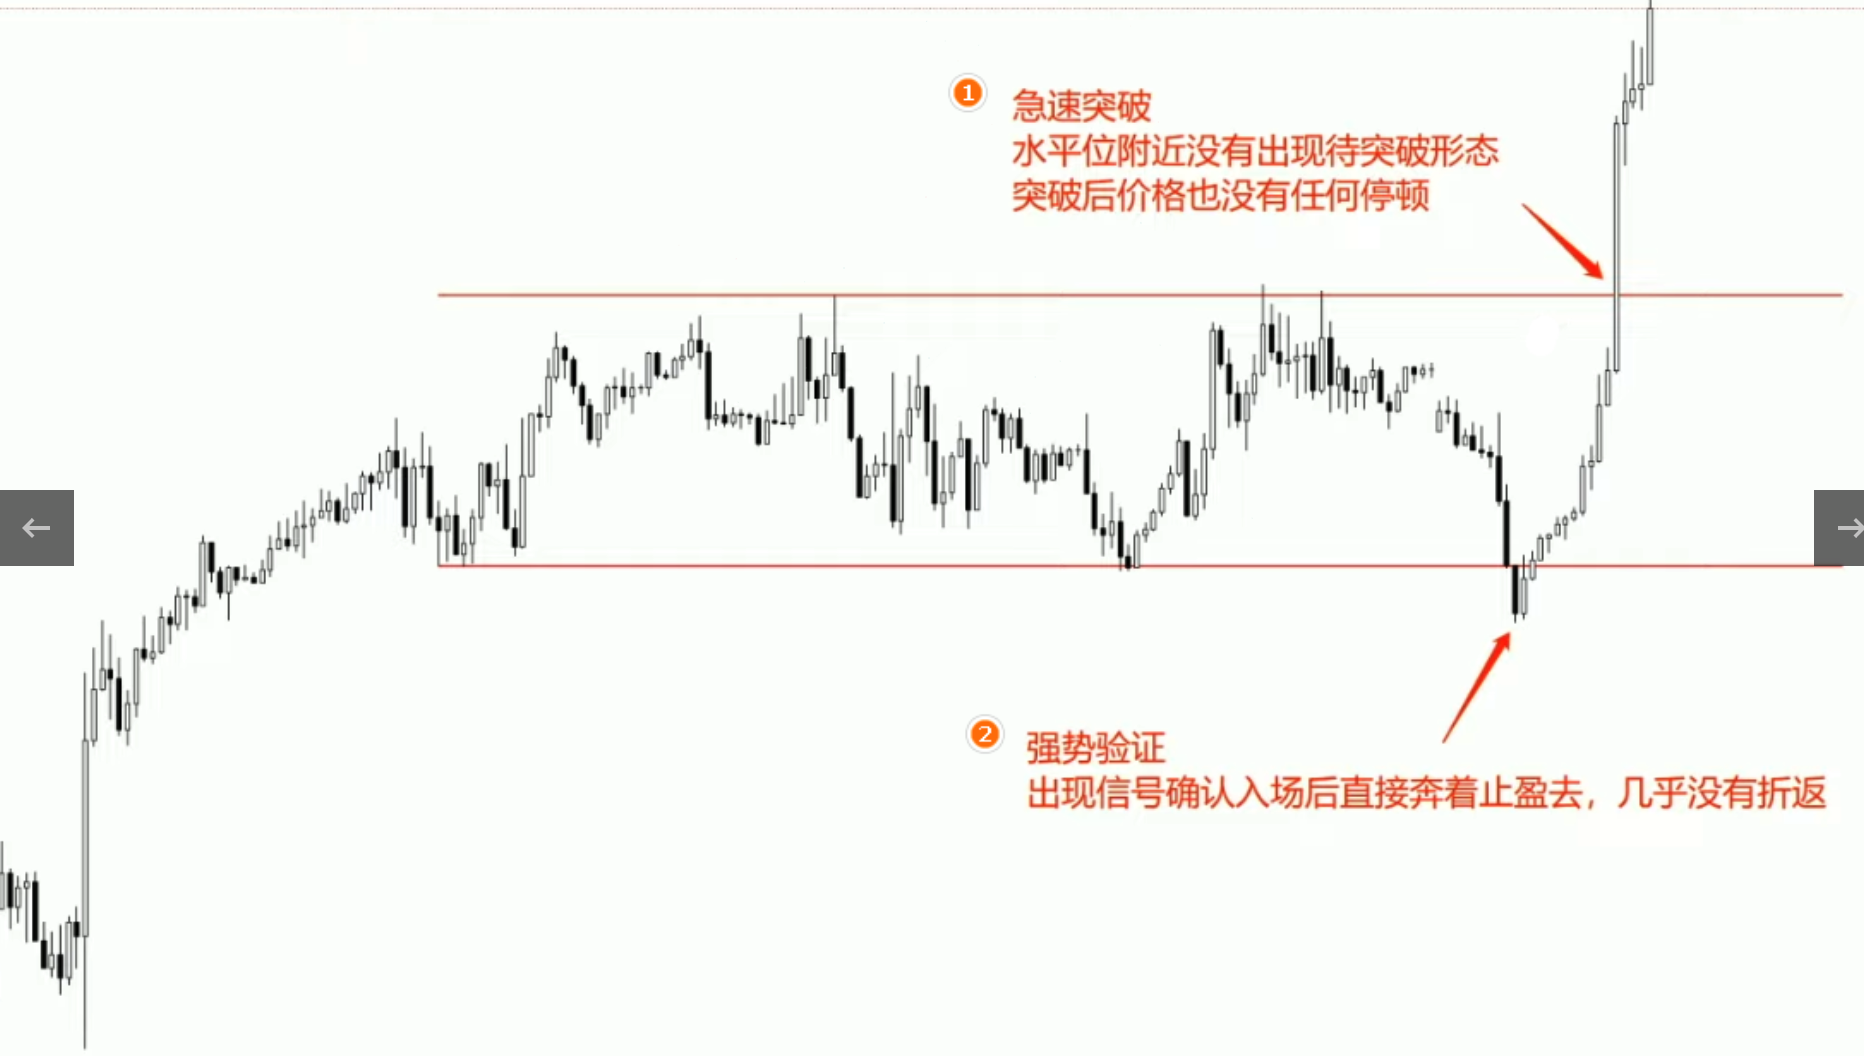 1
急速突破
水平位附近没有出现待突破形态
突破后价格也没有任何停顿
2
强势验证
出现信号确认入场后直接奔着止盈去，几乎没有折返